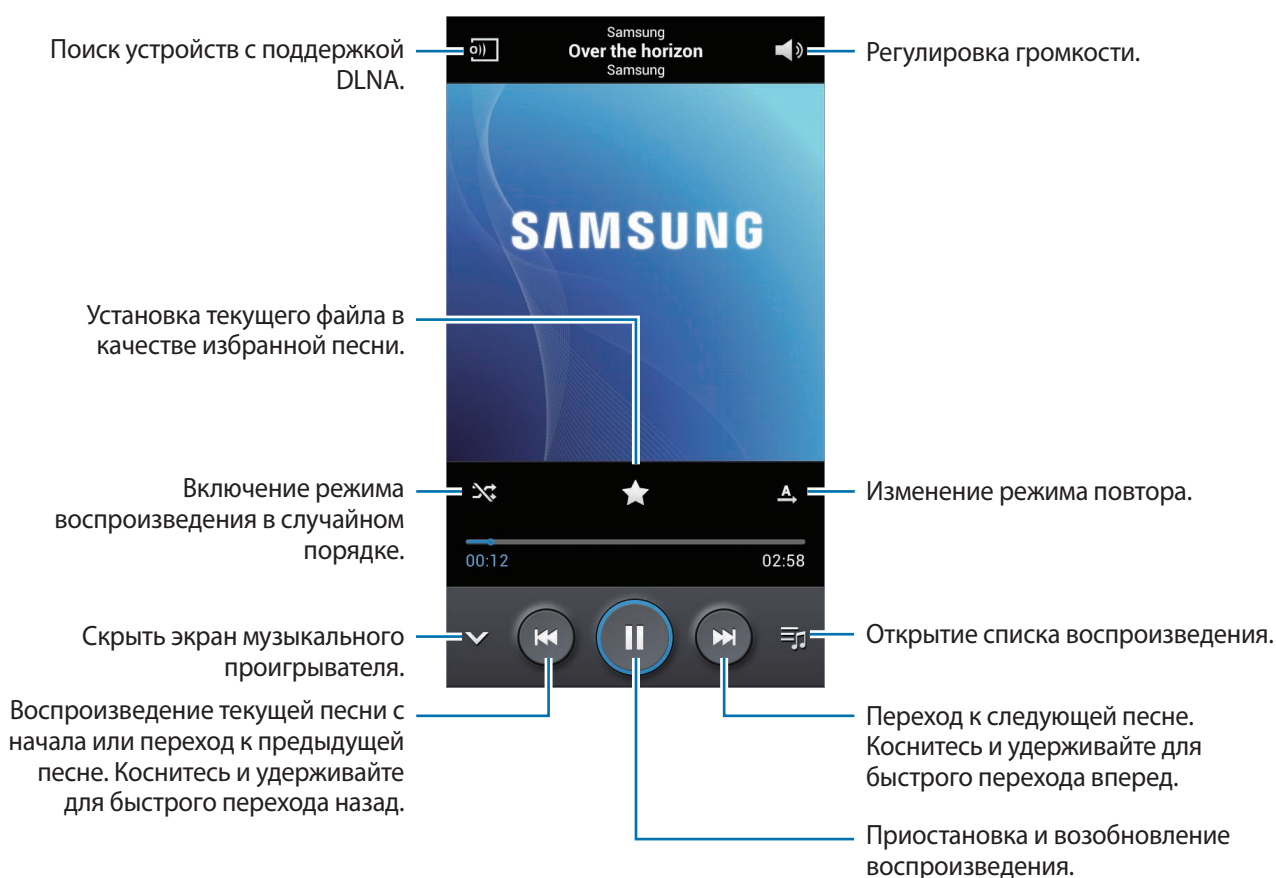 Поиск устройств с поддержкой
DLNA.
Samsung
Over the horizon
Samsung
Регулировка громкости.
SAMSUNG
Установка текущего файла в
качестве избранной песни.
Включение режима
воспроизведения в случайном
порядке.
A
Изменение режима повтора.
00:12
02:58
Скрыть экран музыкального
проигрывателя.
Открытие списка воспроизведения.
Воспроизведение текущей песни с
начала или переход к предыдущей
песне. Коснитесь и удерживайте
для быстрого перехода назад.
Переход к следующей песне.
Коснитесь и удерживайте для
быстрого перехода вперед.
Приостановка и возобновление
воспроизведения.